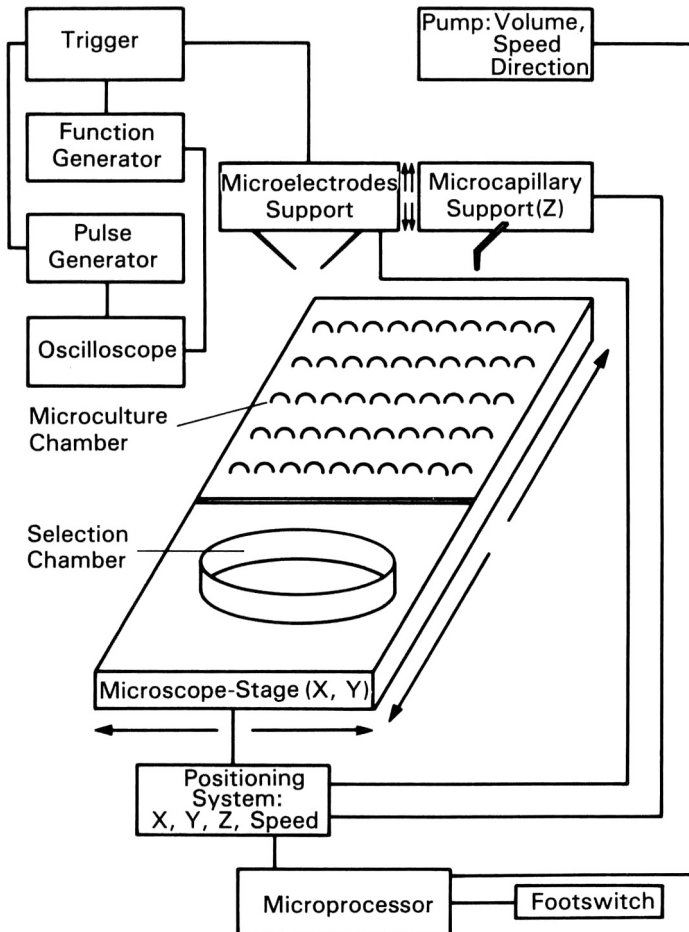 Trigger
Pump: Volume,
Speed
Direction
Function
Generator
Microelectrodes
Support
Microcapillary
Support(Z)
Pulse
Generator
Oscilloscope
Microculture
Chamber
Selection
Chamber
Microscope-Stage (X, Y)
Positioning
System:
X, Y, Z, Speed
Microprocessor
Footswitch